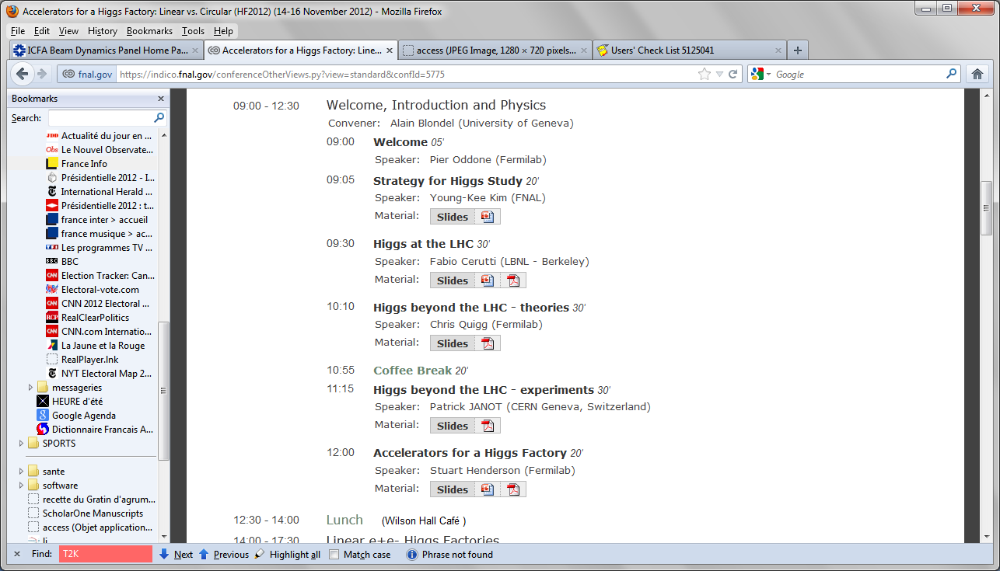 Accelerators for a Higgs Factory: Linear vs. Circular (HF2012) (14-16 November 2012) - Mozilla Firefox
File Edit View History Bookmarks Tools Help
ICFA Beam Dynamics Panel Home Pa... Accelerators for a Higgs Factory: Line... access (JPEG Image, 1280 × 720 pixels... Users' Check List 5125041
fnal.gov https://indico.fnal.gov/conferenceOtherViews.py?view=standard&confId=5775 Google
Bookmarks
Search:
Actualité du jour en ...
Le Nouvel Observate...
France Info
Présidentielle 2012 - I...
International Herald ...
Présidentielle 2012 : t...
france inter > accueil
france musique > ac...
Les programmes TV ...
BBC
Election Tracker: Can...
Electoral-vote.com
CNN 2012 Electoral ...
RealClearPolitics
CNN.com Internatio...
La Jaune et la Rouge
RealPlayer.lnk
NYT Electoral Map 2...
messageries
HEURE d'été
Google Agenda
Dictionnaire Francais A...
SPORTS
sante
software
recette du Gratin d'agrum...
ScholarOne Manuscripts
access (Objet application...
li
09:00 - 12:30 Welcome, Introduction and Physics
Convener: Alain Blondel (University of Geneva)
09:00 Welcome 05'
Speaker: Pier Oddone (Fermilab)
09:05 Strategy for Higgs Study 20'
Speaker: Young-Kee Kim (FNAL)
Material: Slides
09:30 Higgs at the LHC 30'
Speaker: Fabio Cerutti (LBNL - Berkeley)
Material: Slides
10:10 Higgs beyond the LHC - theories 30'
Speaker: Chris Quigg (Fermilab)
Material: Slides
10:55 Coffee Break 20'
11:15 Higgs beyond the LHC - experiments 30'
Speaker: Patrick JANOT (CERN Geneva, Switzerland)
Material: Slides
12:00 Accelerators for a Higgs Factory 20'
Speaker: Stuart Henderson (Fermilab)
Material: Slides
12:30 - 14:00 Lunch (Wilson Hall Café )
14:00 - 17:30 Linear e+e- Higgs Factories
Find: T2K Next Previous Highlight all Match case Phrase not found